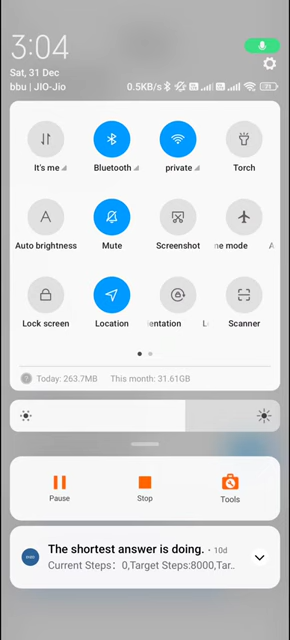 3:04
Sat, 31 Dec
bbu | JIO-Jio
0.5KB/s
It's me
Bluetooth
private
Torch
Auto brightness
Mute
Screenshot
ne mode
A
Lock screen
Location
entation
L
Scanner
Today: 263.7MB
This month: 31.61GB
Pause
Stop
Tools
The shortest answer is doing. · 10d
Current Steps：0,Target Steps:8000,Tar..